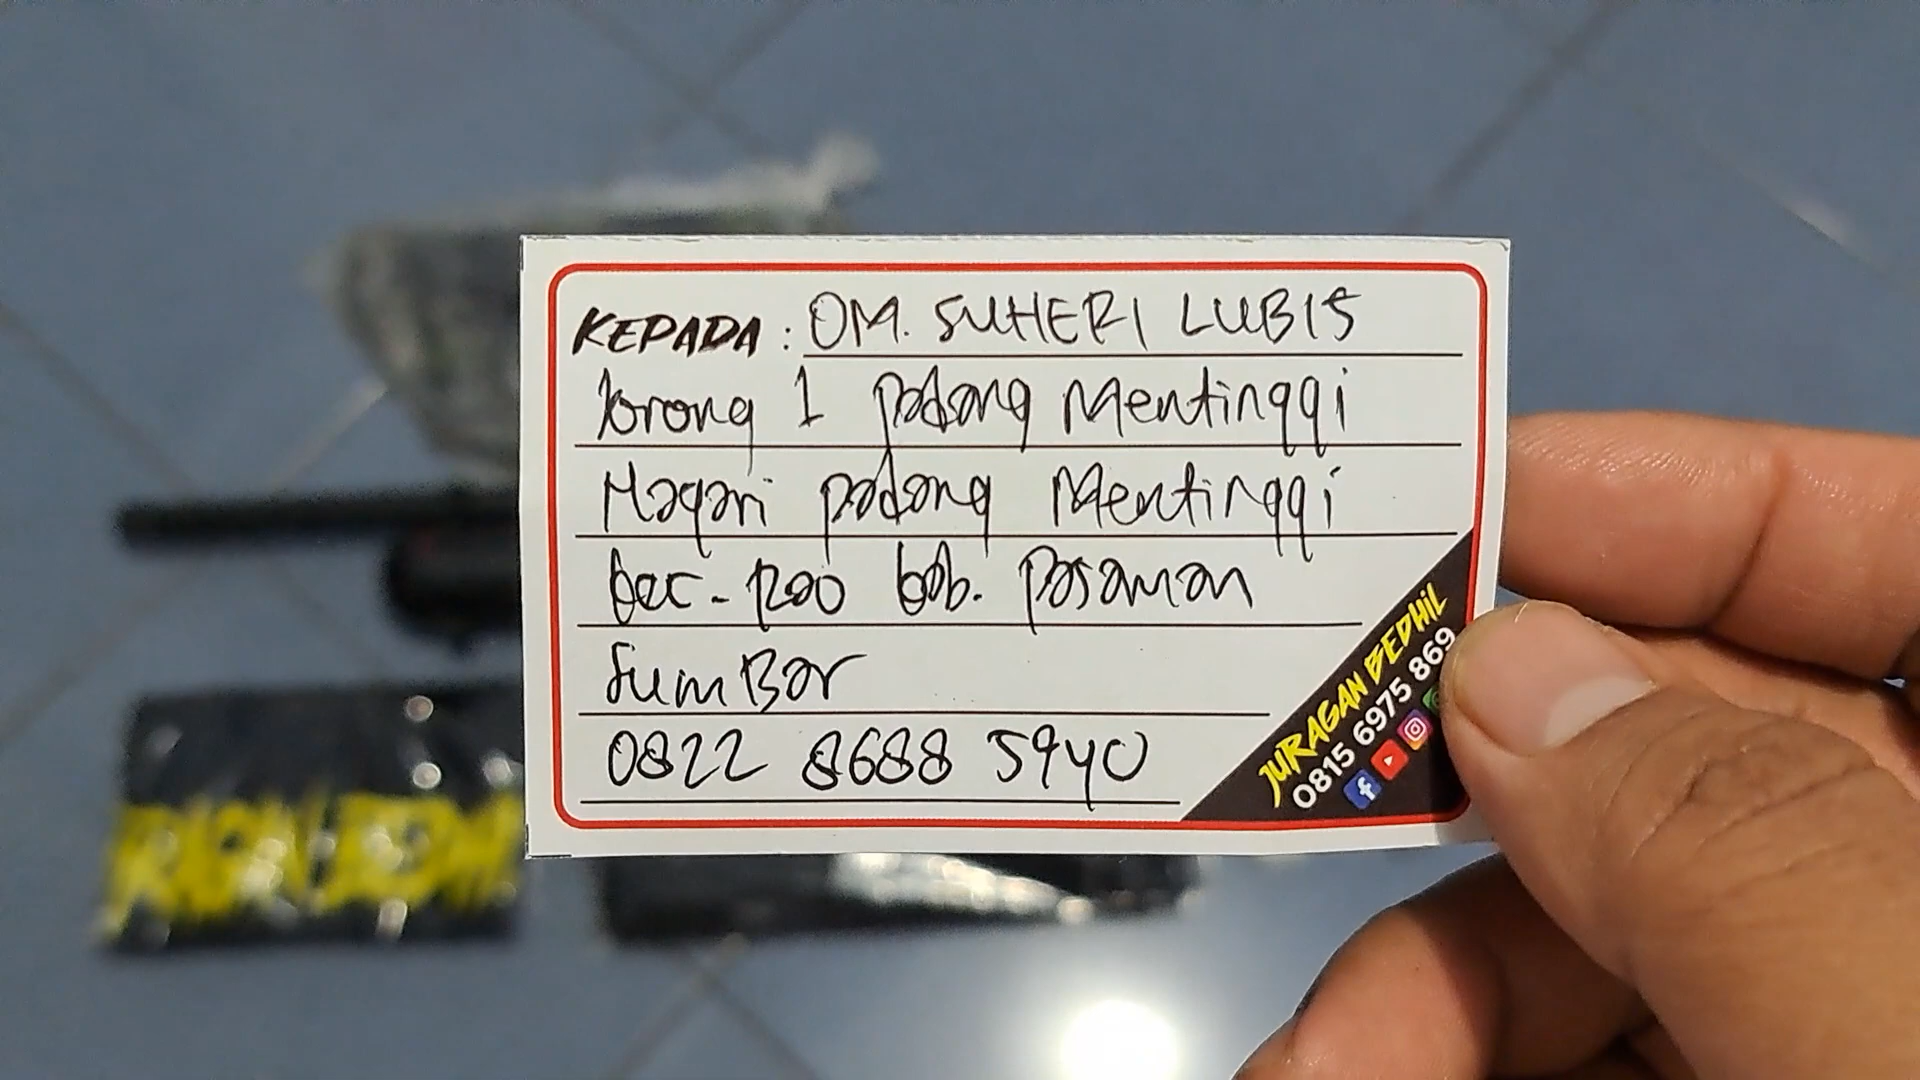 KEPADA : OM. SUHERI LUBIS
Jorong 1 padang Mentinggi
Nagari padang Mentinggi
kec - Rao kab. Pasaman
SumBar
0822 8688 5940
JURAGAN BEDHIL
0815 6975 869